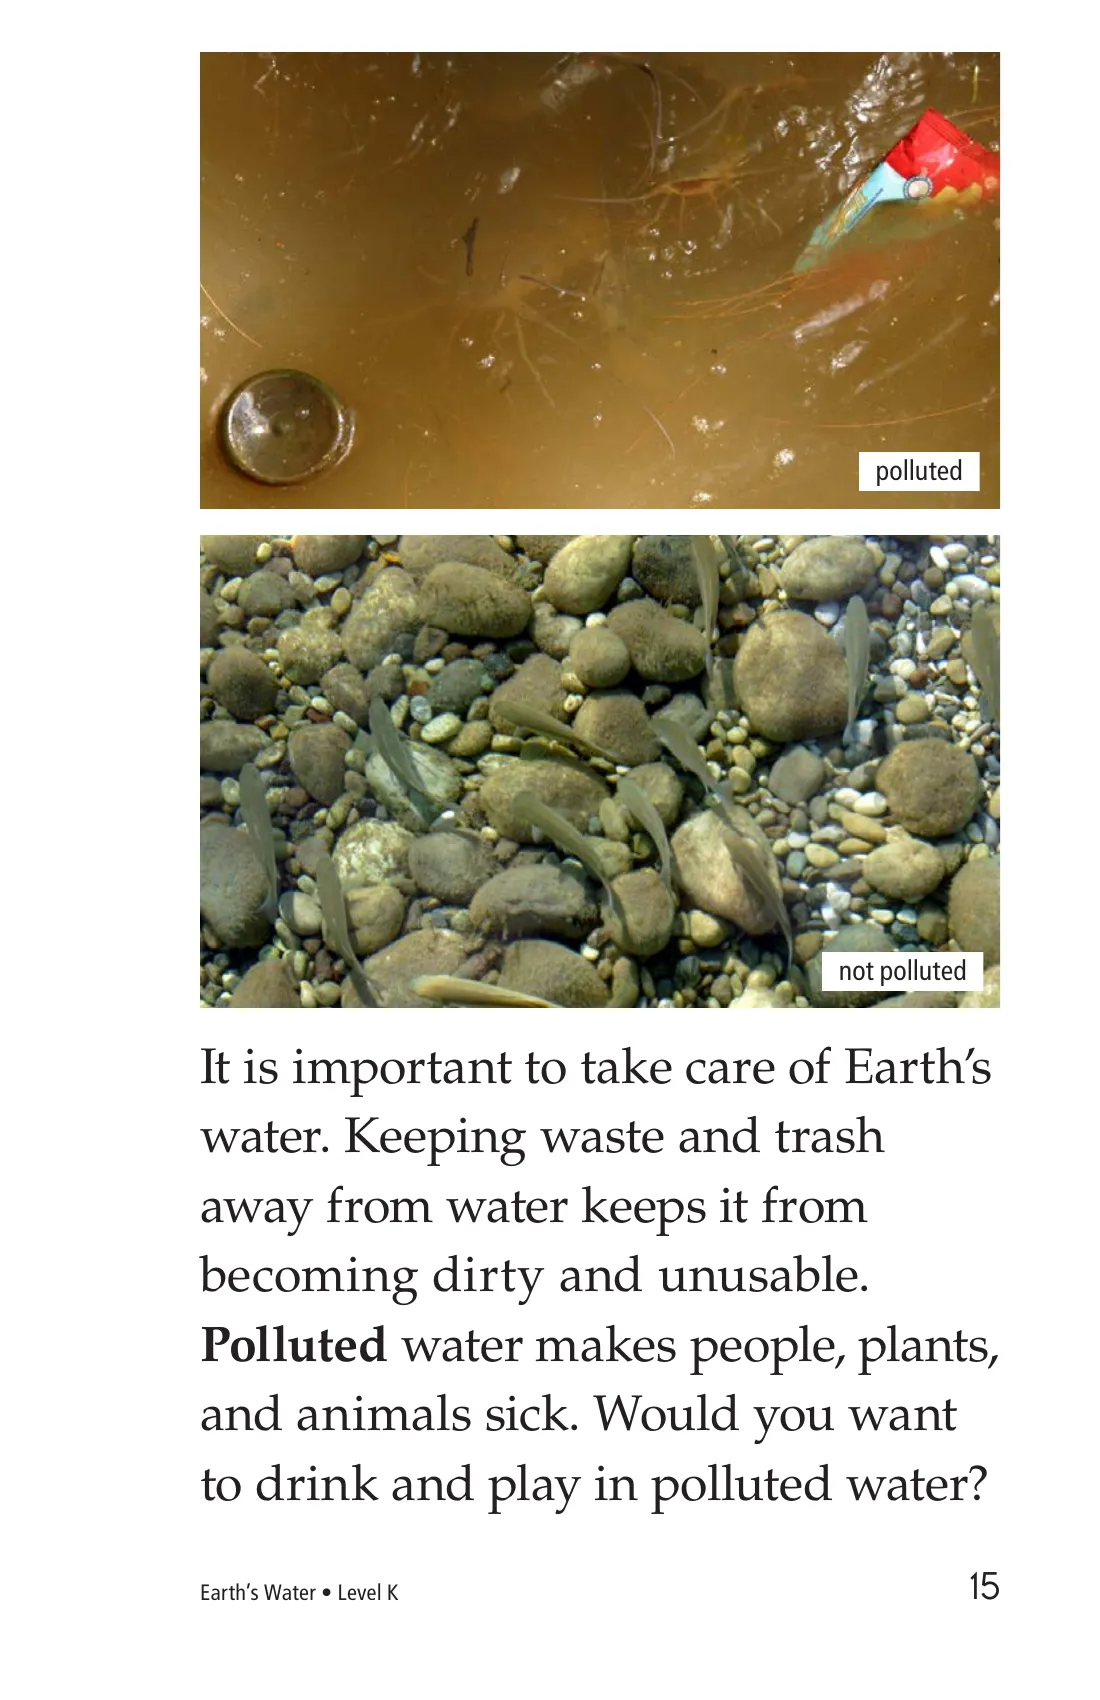 polluted
not polluted
It is important to take care of Earth’s
water. Keeping waste and trash
away from water keeps it from
becoming dirty and unusable.
Polluted water makes people, plants,
and animals sick. Would you want
to drink and play in polluted water?
Earth’s Water • Level K
15